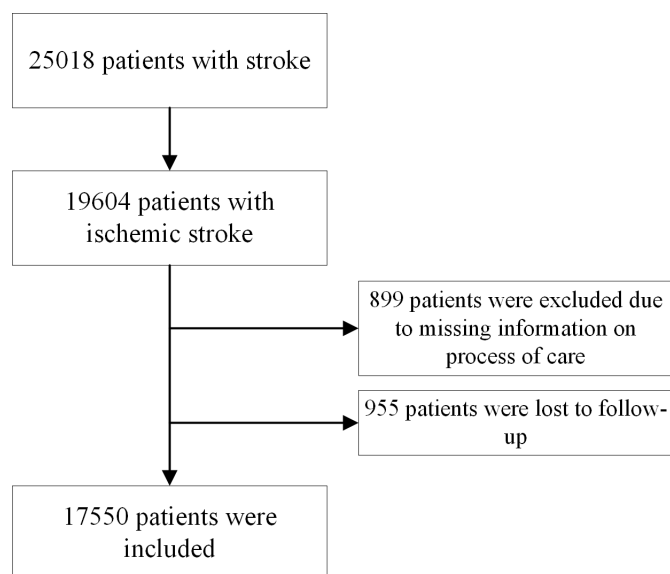 25018 patients with stroke
19604 patients with
ischemic stroke
899 patients were excluded due
to missing information on
process of care
955 patients were lost to follow-
up
17550 patients were
included